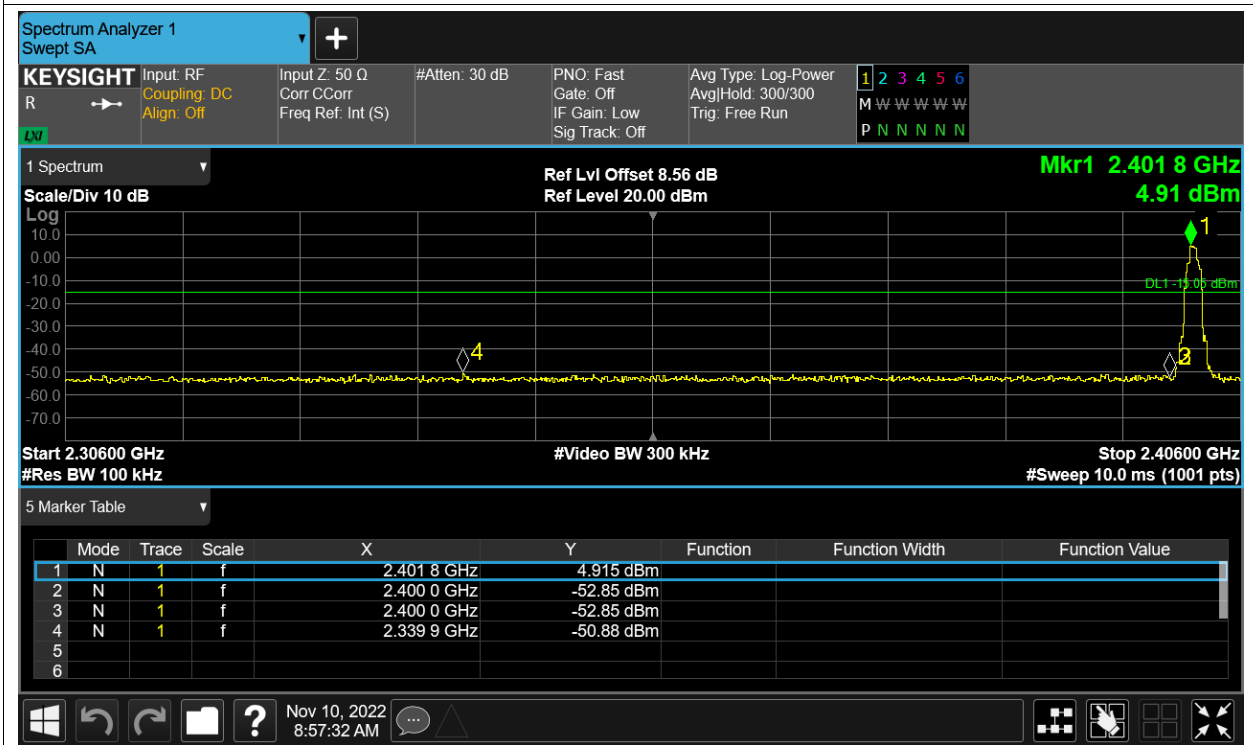 Spectrum Analyzer 1
Swept SA
KEYSIGHT Input: RF Input Z: 50 Ω #Atten: 30 dB PNO: Fast Avg Type: Log-Power 1 2 3 4 5 6
R Coupling: DC Corr CCorr Gate: Off Avg|Hold: 300/300 M W W W W W
Align: Off Freq Ref: Int (S) IF Gain: Low Trig: Free Run
LXI Sig Track: Off P N N N N N
1 Spectrum Ref Lvl Offset 8.56 dB Mkr1 2.401 8 GHz
Scale/Div 10 dB Ref Level 20.00 dBm 4.91 dBm
Log
10.0 1
0.00
-10.0 DL1 -15.05 dBm
-20.0
-30.0
-40.0 4
-50.0
-60.0
-70.0
Start 2.30600 GHz #Video BW 300 kHz Stop 2.40600 GHz
#Res BW 100 kHz #Sweep 10.0 ms (1001 pts)
5 Marker Table
Mode Trace Scale X Y Function Function Width Function Value
1 N 1 f 2.401 8 GHz 4.915 dBm
2 N 1 f 2.400 0 GHz -52.85 dBm
3 N 1 f 2.400 0 GHz -52.85 dBm
4 N 1 f 2.339 9 GHz -50.88 dBm
5
6
? Nov 10, 2022
8:57:32 AM